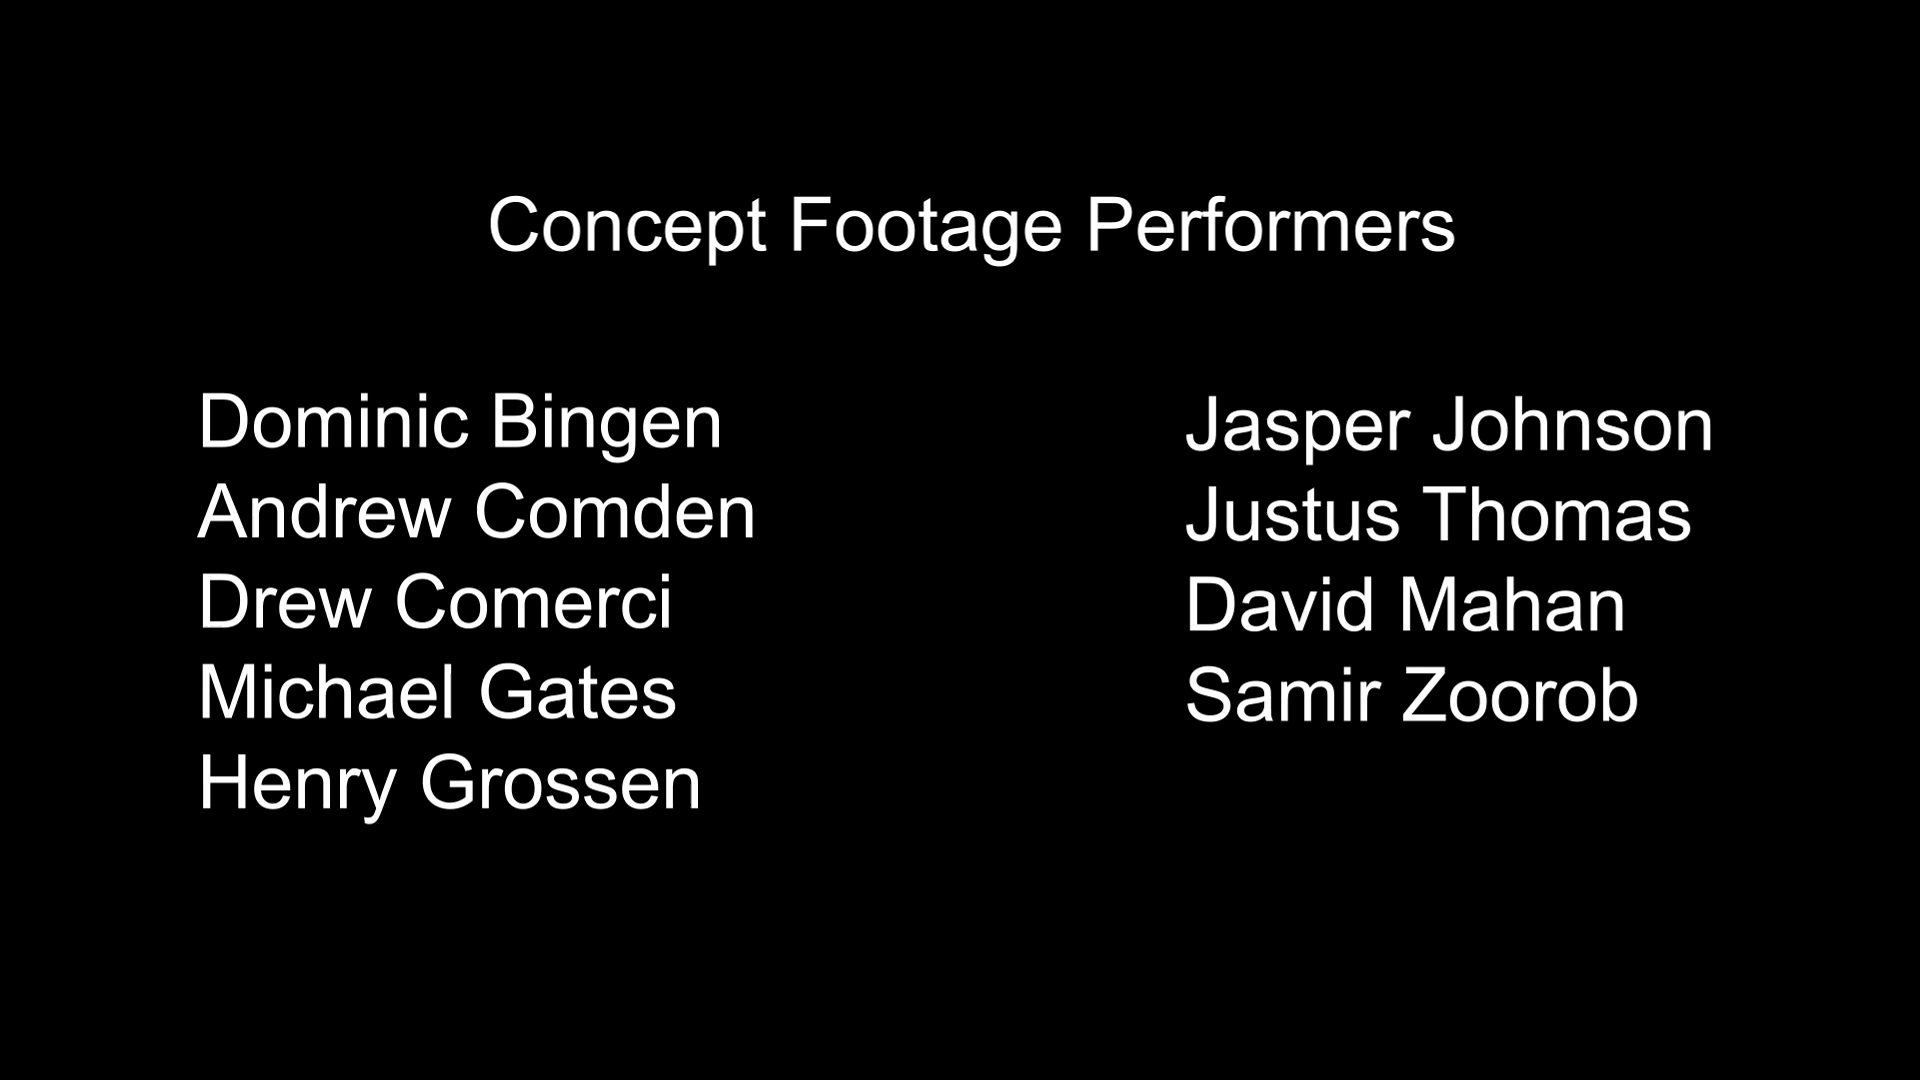 Concept Footage Performers
Dominic Bingen
Andrew Comden
Drew Comerci
Michael Gates
Henry Grossen
Jasper Johnson
Justus Thomas
David Mahan
Samir Zoorob